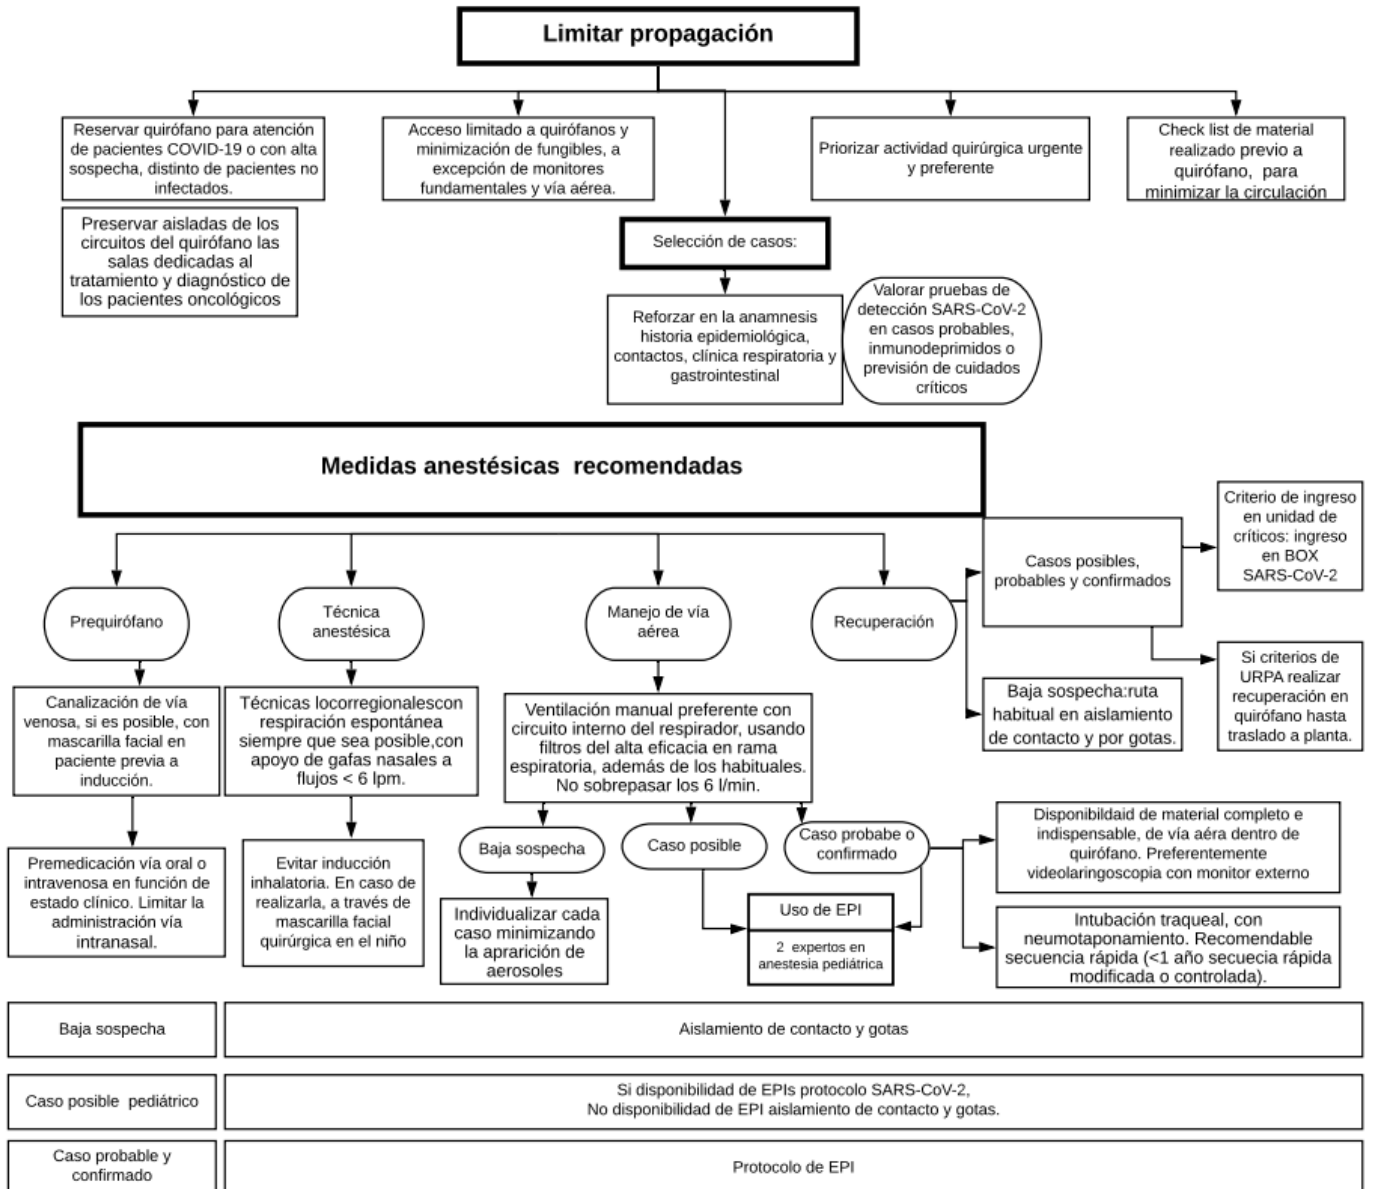 Limitar propagación
Reservar quirófano para atención
de pacientes COVID-19 o con alta
sospecha, distinto de pacientes no
infectados.
Acceso limitado a quirófanos y
minimización de fungibles, a
excepción de monitores
fundamentales y vía aérea.
Priorizar actividad quirúrgica urgente
y preferente
Check list de material
realizado previo a
quirófano, para
minimizar la circulación
Preservar aisladas de los
circuitos del quirófano las
salas dedicadas al
tratamiento y diagnóstico de
los pacientes oncológicos
Selección de casos:
Reforzar en la anamnesis
historia epidemiológica,
contactos, clínica respiratoria y
gastrointestinal
Valorar pruebas de
detección SARS-CoV-2
en casos probables,
inmunodeprimidos o
previsión de cuidados
críticos
Medidas anestésicas recomendadas
Prequirófano
Técnica
anestésica
Manejo de vía
aérea
Recuperación
Casos posibles,
probables y confirmados
Criterio de ingreso
en unidad de
críticos: ingreso
en BOX
SARS-CoV-2
Si criterios de
URPA realizar
recuperación en
quirófano hasta
traslado a planta.
Baja sospecha:ruta
habitual en aislamiento
de contacto y por gotas.
Canalización de vía
venosa, si es posible, con
mascarilla facial en
paciente previa a
inducción.
Técnicas locorregionalescon
respiración espontánea
siempre que sea posible,con
apoyo de gafas nasales a
flujos < 6 lpm.
Ventilación manual preferente con
circuito interno del respirador, usando
filtros del alta eficacia en rama
espiratoria, además de los habituales.
No sobrepasar los 6 l/min.
Premedicación vía oral o
intravenosa en función de
estado clínico. Limitar la
administración vía
intranasal.
Evitar inducción
inhalatoria. En caso de
realizarla, a través de
mascarilla facial
quirúrgica en el niño
Baja sospecha
Caso posible
Caso probabe o
confirmado
Individualizar cada
caso minimizando
la aprarición de
aerosoles
Uso de EPI
2 expertos en
anestesia pediátrica
Disponibildaid de material completo e
indispensable, de vía aéra dentro de
quirófano. Preferentemente
videolaringoscopia con monitor externo
Intubación traqueal, con
neumotaponamiento. Recomendable
secuencia rápida (<1 año secuecia rápida
modificada o controlada).
Baja sospecha
Aislamiento de contacto y gotas
Caso posible pediátrico
Si disponibilidad de EPIs protocolo SARS-CoV-2,
No disponibilidad de EPI aislamiento de contacto y gotas.
Caso probable y
confirmado
Protocolo de EPI